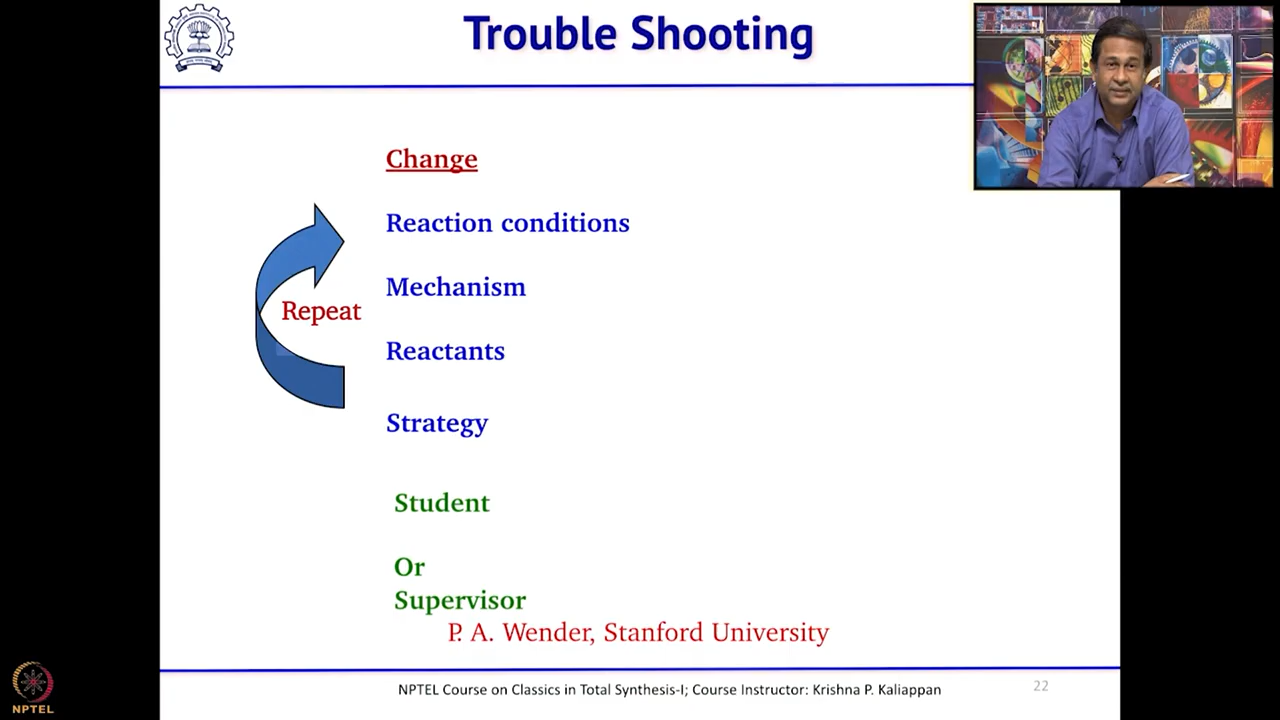 Trouble Shooting
Change
Reaction conditions
Mechanism
Repeat
Reactants
Strategy
Student
Or
Supervisor
P. A. Wender, Stanford University
NPTEL Course on Classics in Total Synthesis-I; Course Instructor: Krishna P. Kaliappan
22
NPTEL